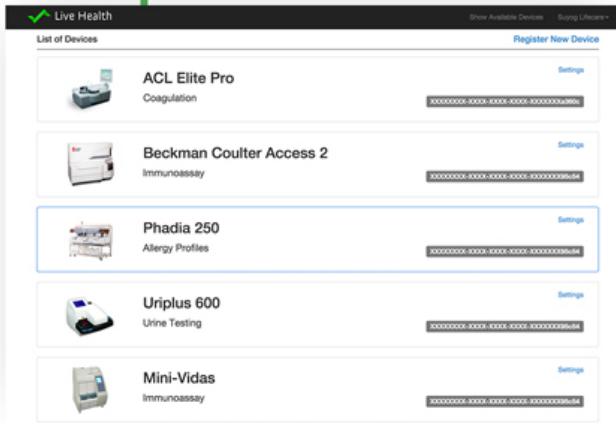 Live Health
Show Available Devices Suyog Lifecare
List of Devices Register New Device
ACL Elite Pro
Settings
Coagulation
Beckman Coulter Access 2
Settings
Immunoassay
Phadia 250
Settings
Allergy Profiles
Uriplus 600
Settings
Urine Testing
Mini-Vidas
Settings
Immunoassay